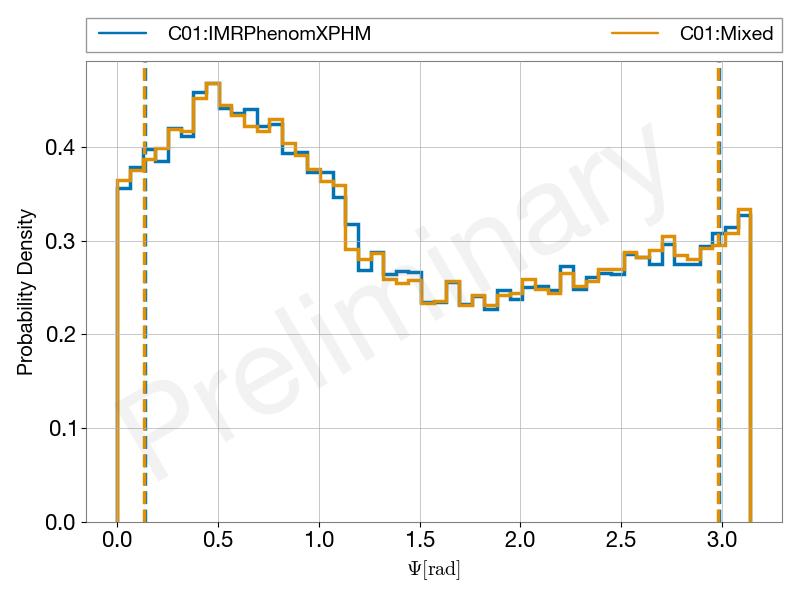 C01:IMRPhenomXPHM
C01:Mixed
Probability Density
0.4
0.3
0.2
0.1
0.0
Preliminary
0.0 0.5 1.0 1.5 2.0 2.5 3.0
Ψ[rad]